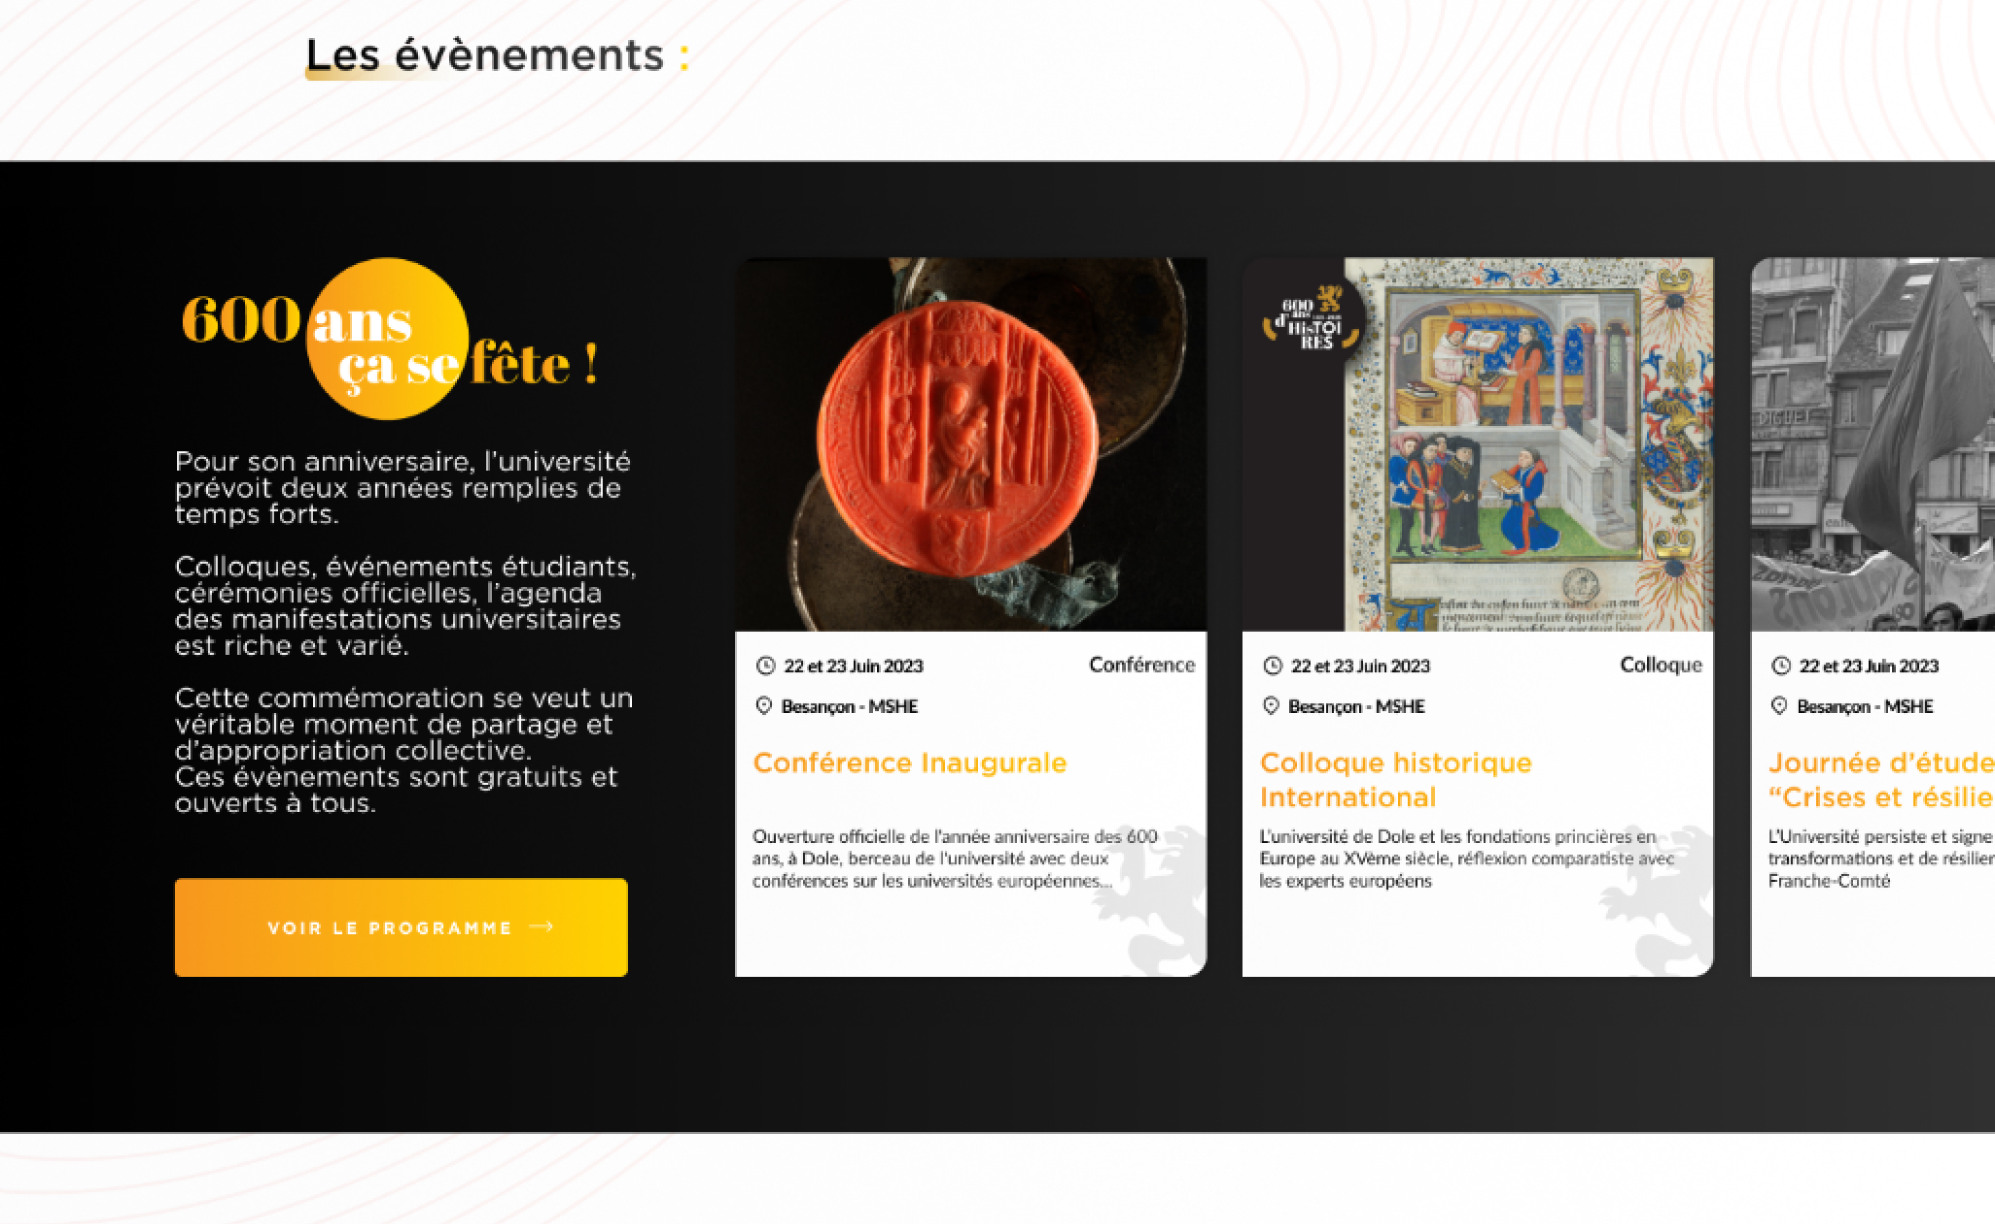 Les évènements :
600 ans
ça se fête !
Pour son anniversaire, l'université
prévoit deux années remplies de
temps forts.
Colloques, événements étudiants,
cérémonies officielles, l'agenda
des manifestations universitaires
est riche et varié.
Cette commémoration se veut un
véritable moment de partage et
d'appropriation collective.
Ces évènements sont gratuits et
ouverts à tous.
VOIR LE PROGRAMME →
22 et 23 Juin 2023
Conférence
Besançon - MSHE
Conférence Inaugurale
Ouverture officielle de l'année anniversaire des 600
ans, à Dole, berceau de l'université avec deux
conférences sur les universités européennes...
600
ans
d'HisTOI
RES
22 et 23 Juin 2023
Colloque
Besançon - MSHE
Colloque historique
International
L'université de Dole et les fondations princières en
Europe au XVème siècle, réflexion comparatiste avec
les experts européens
DIGUET
22 et 23 Juin 2023
Besançon - MSHE
Journée d'étude
“Crises et résilie
L'Université persiste et signe
transformations et de résilier
Franche-Comté